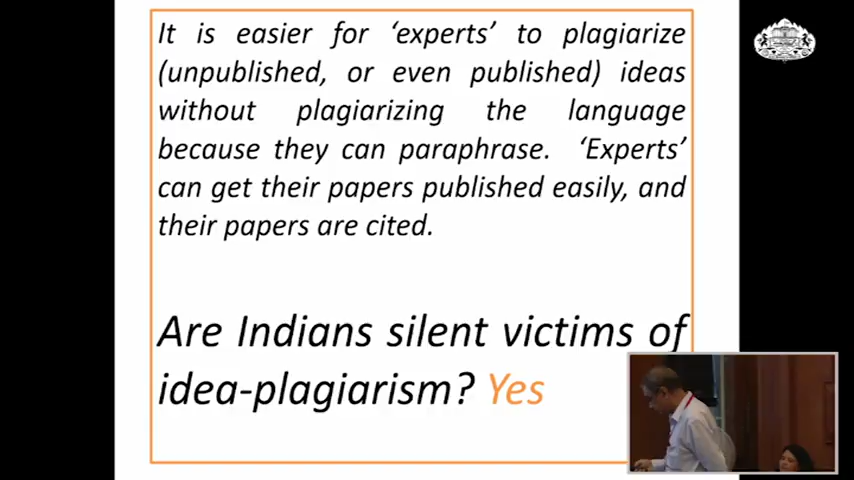 It is easier for ‘experts’ to plagiarize
(unpublished, or even published) ideas
without plagiarizing the language
because they can paraphrase. ‘Experts’
can get their papers published easily, and
their papers are cited.
Are Indians silent victims of
idea-plagiarism? Yes